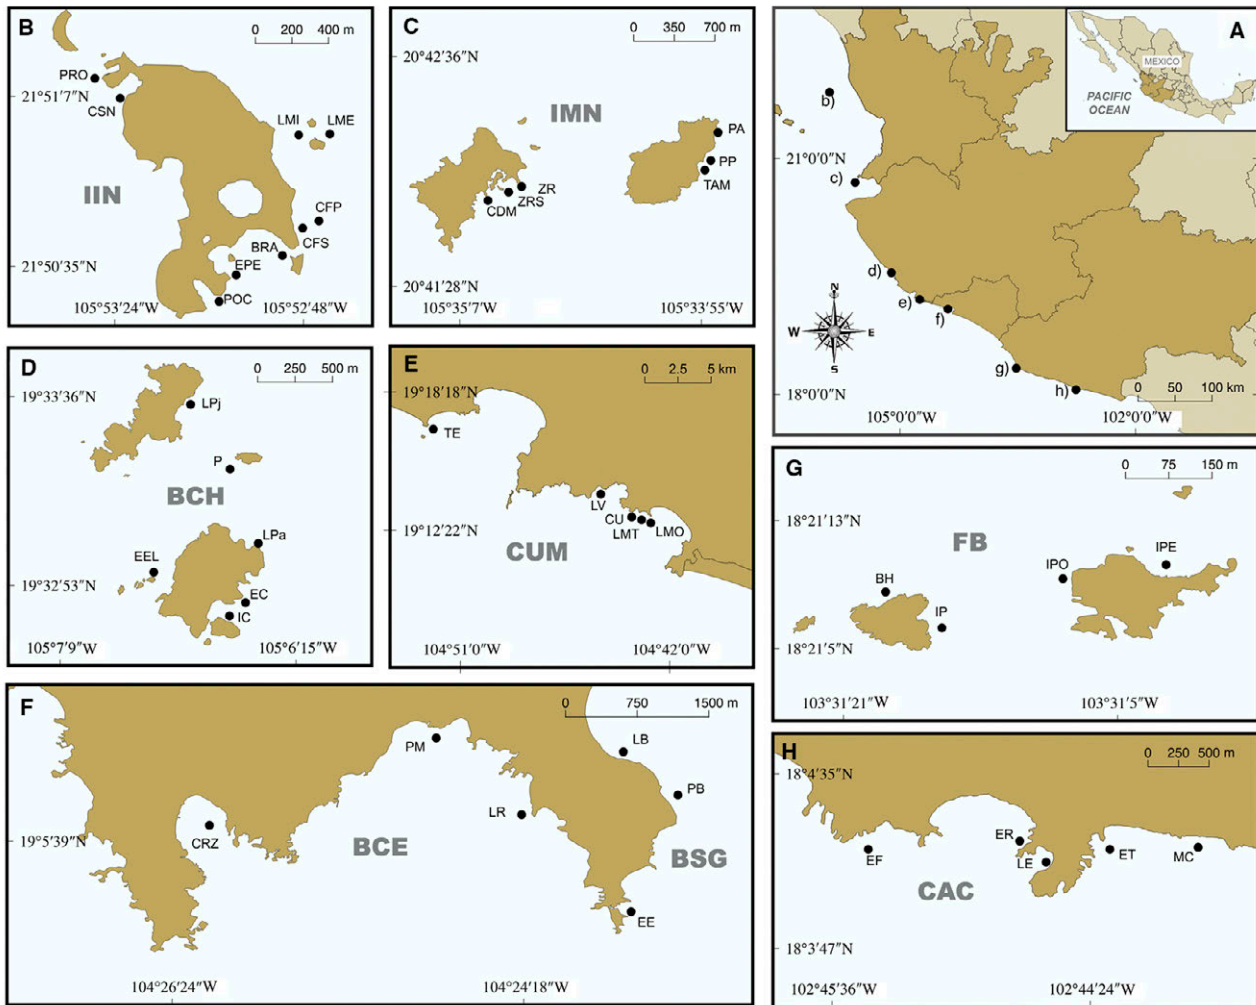 B
0 200 400 m
PRO
21°51′7″N
CSN
LMI
LME
IIN
CFP
CFS
BRA
EPE
21°50′35″N
POC
105°53′24″W
105°52′48″W
C
0 350 700 m
20°42′36″N
IMN
PA
PP
TAM
ZR
ZRS
CDM
20°41′28″N
105°35′7″W
105°33′55″W
A
MEXICO
PACIFIC
OCEAN
b)
21°0′0″N
c)
d)
e)
f)
g)
h)
N
W
E
S
18°0′0″N
0 50 100 km
105°0′0″W
102°0′0″W
D
0 250 500 m
19°33′36″N
LPj
P
BCH
LPa
EEL
19°32′53″N
EC
IC
105°7′9″W
105°6′15″W
E
0 2.5 5 km
19°18′18″N
TE
LV
CU
LMT
LMO
19°12′22″N
CUM
104°51′0″W
104°42′0″W
G
0 75 150 m
18°21′13″N
FB
IPE
IPO
BH
IP
18°21′5″N
103°31′21″W
103°31′5″W
F
0 750 1500 m
PM
LB
PB
LR
19°5′39″N
CRZ
BCE
BSG
EE
104°26′24″W
104°24′18″W
H
0 250 500 m
18°4′35″N
ER
EF
LE
ET
MC
CAC
18°3′47″N
102°45′36″W
102°44′24″W